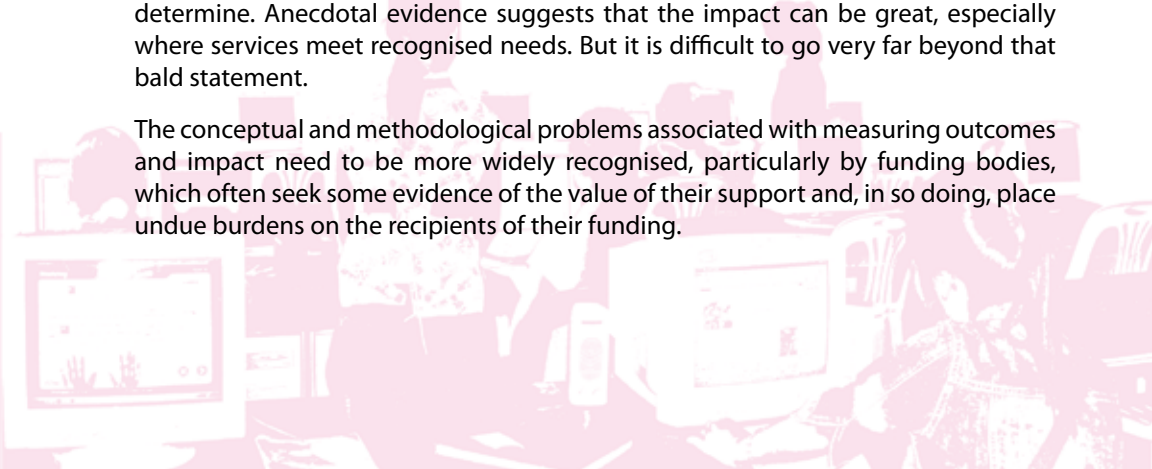 determine. Anecdotal evidence suggests that the impact can be great, especially
where services meet recognised needs. But it is difficult to go very far beyond that
bald statement.
The conceptual and methodological problems associated with measuring outcomes
and impact need to be more widely recognised, particularly by funding bodies,
which often seek some evidence of the value of their support and, in so doing, place
undue burdens on the recipients of their funding.